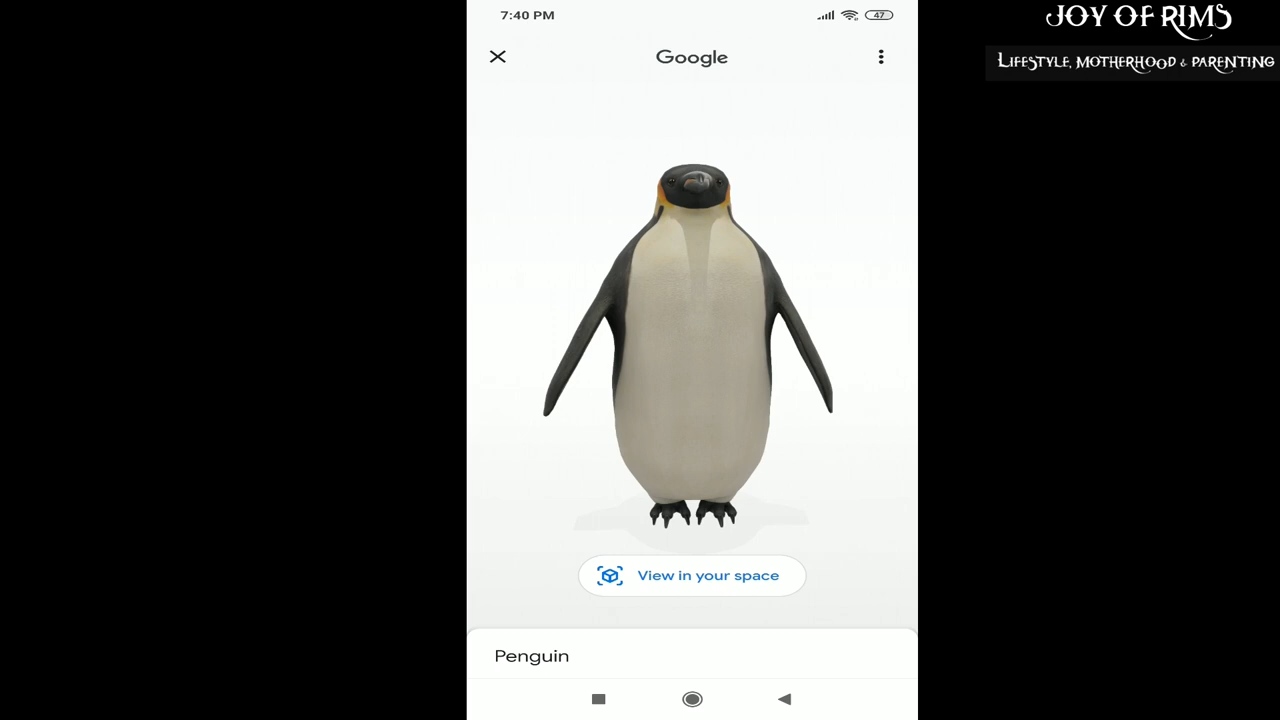 7:40 PM
47
Google
JOY OF RIMS
LIFESTYLE, MOTHERHOOD & PARENTING
View in your space
Penguin